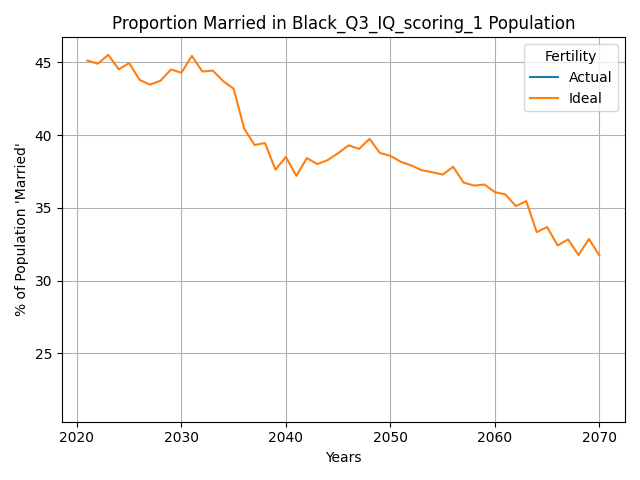 Proportion Married in Black_Q3_IQ_scoring_1 Population
% of Population 'Married'
45
40
35
30
25
Fertility
Actual
Ideal
2020 2030 2040 2050 2060 2070
Years